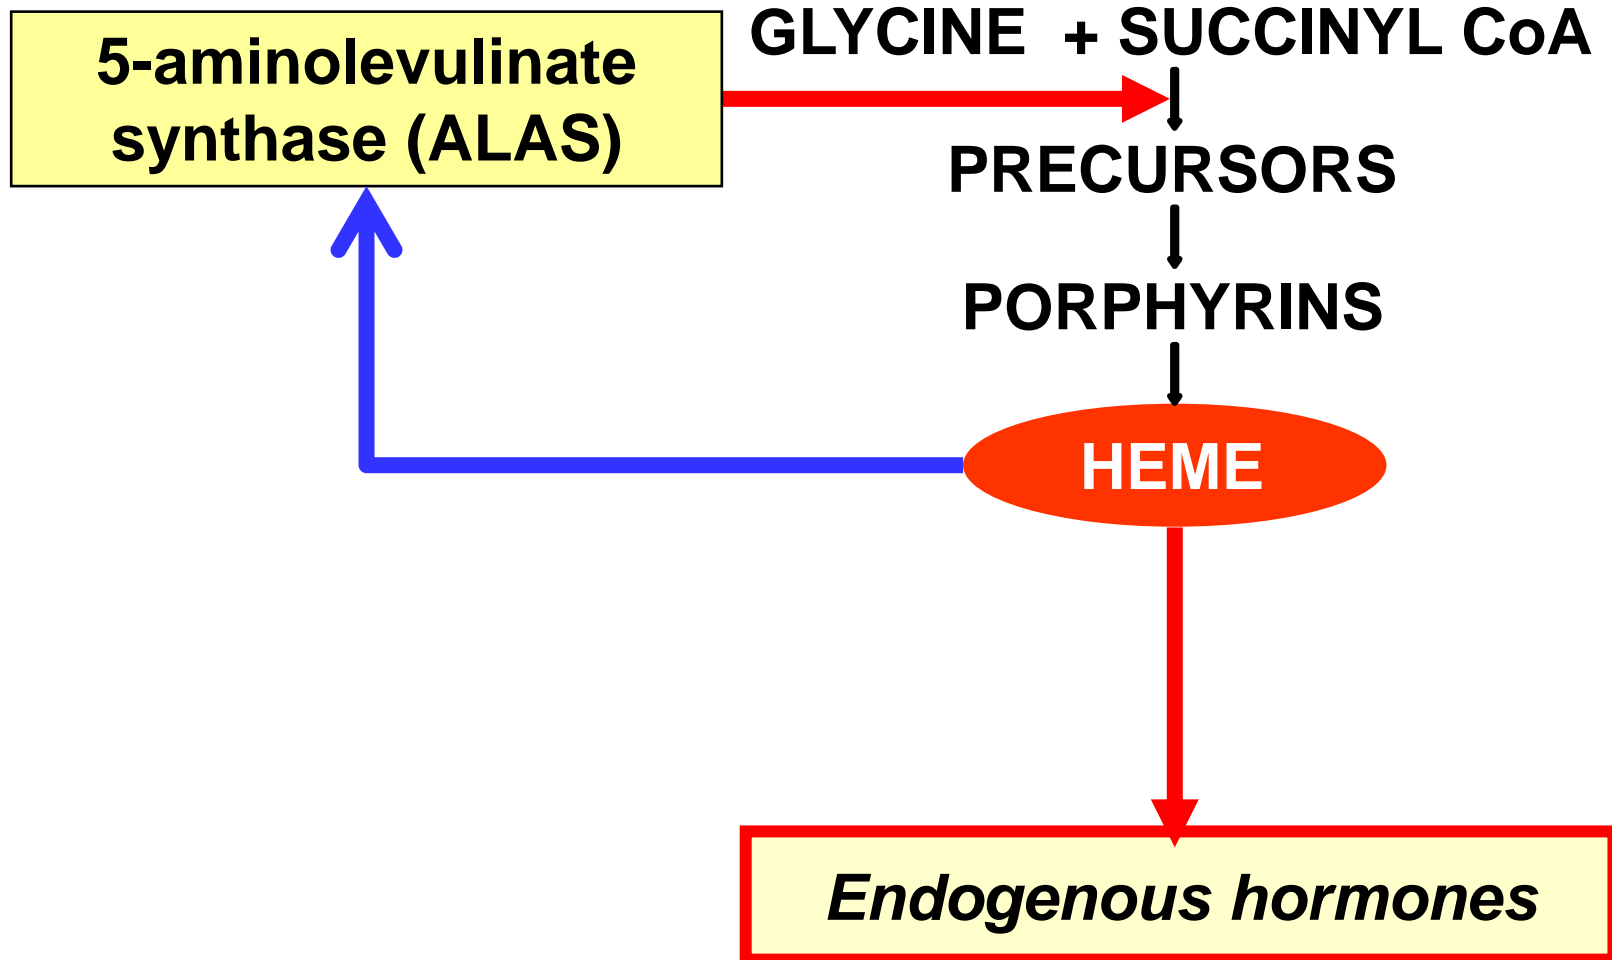 5-aminolevulinate
synthase (ALAS)
GLYCINE + SUCCINYL CoA
PRECURSORS
PORPHYRINS
HEME
Endogenous hormones